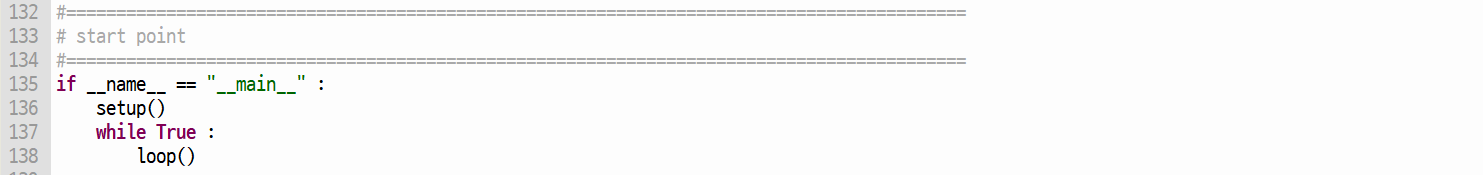 132 #==========================================================================================
133 # start point
134 #==========================================================================================
135 if __name__ == "__main__" :
136     setup()
137     while True :
138         loop()